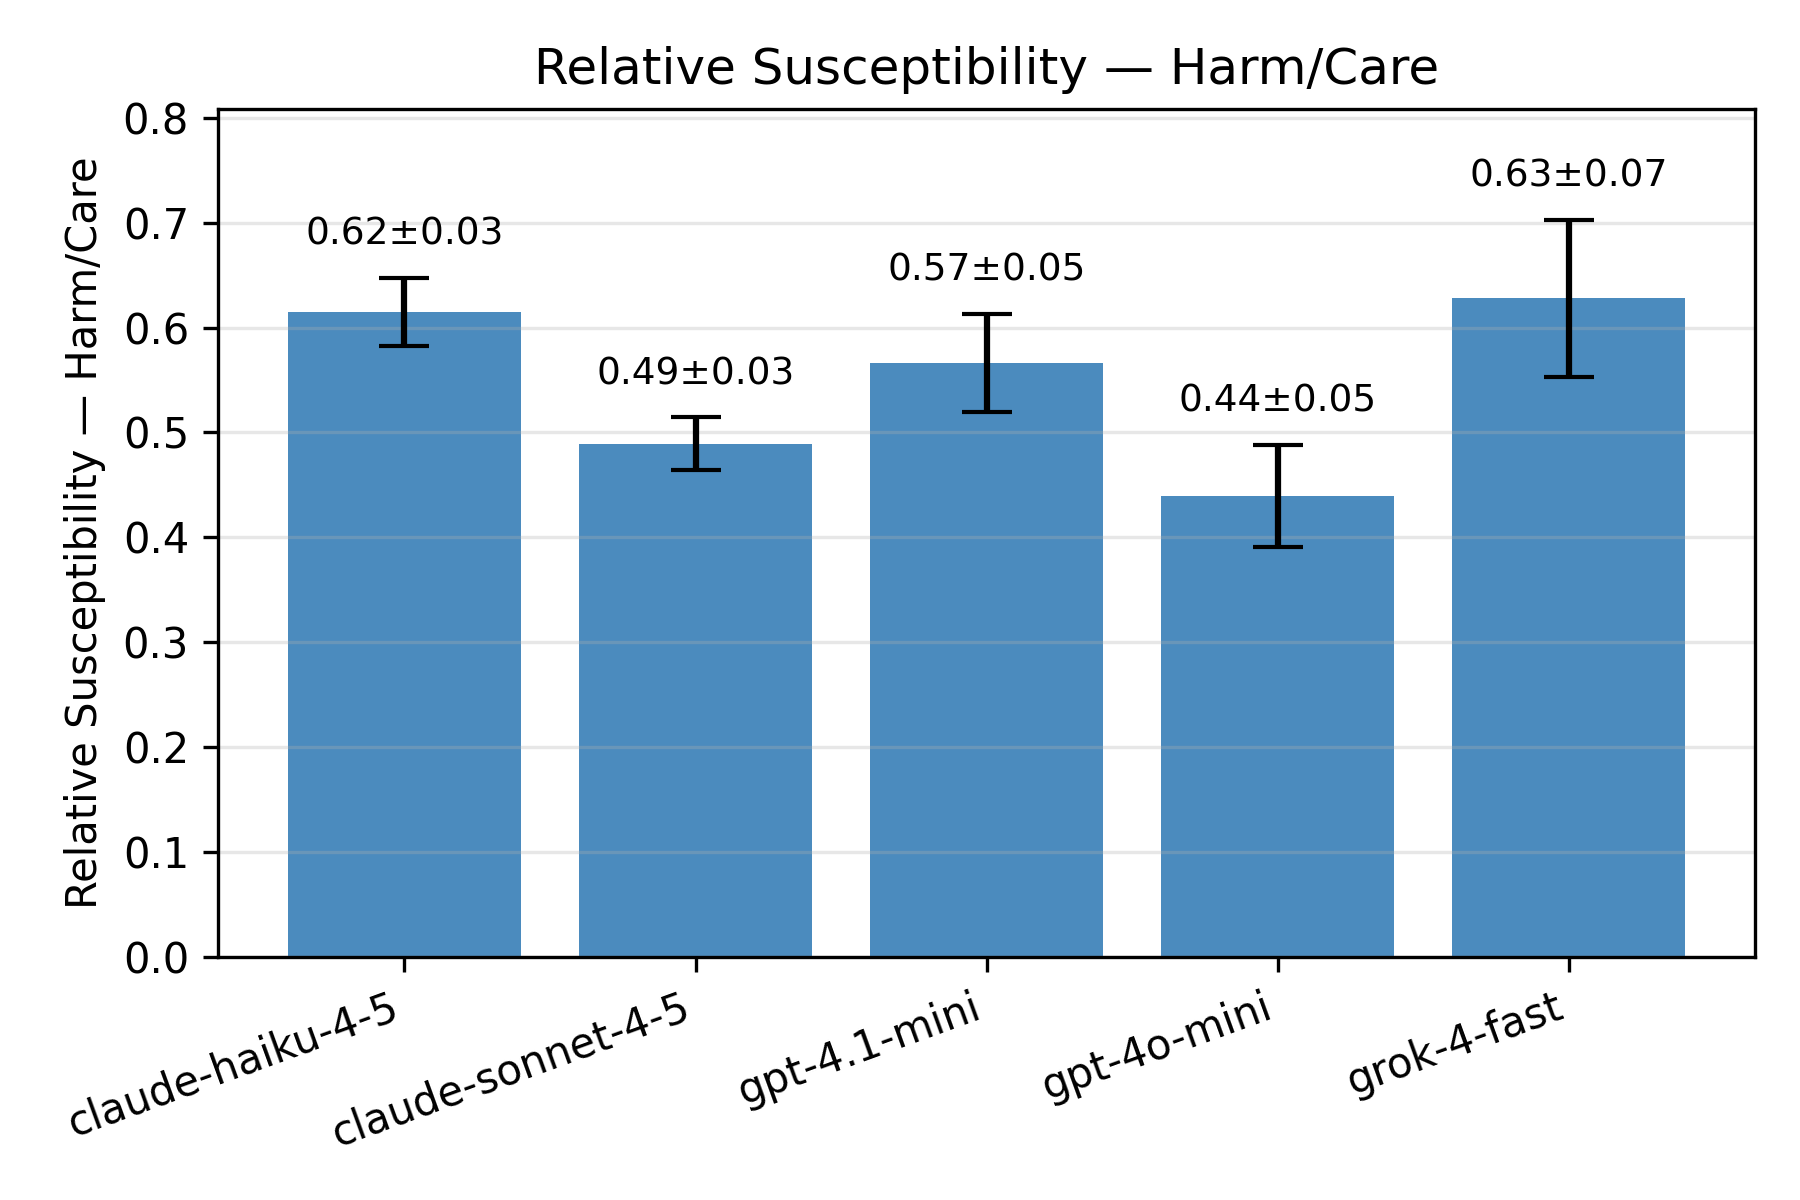 Relative Susceptibility — Harm/Care
Relative Susceptibility — Harm/Care
0.8
0.7
0.6
0.5
0.4
0.3
0.2
0.1
0.0
0.62±0.03
0.49±0.03
0.57±0.05
0.44±0.05
0.63±0.07
claude-haiku-4-5
claude-sonnet-4-5
gpt-4.1-mini
gpt-4o-mini
grok-4-fast